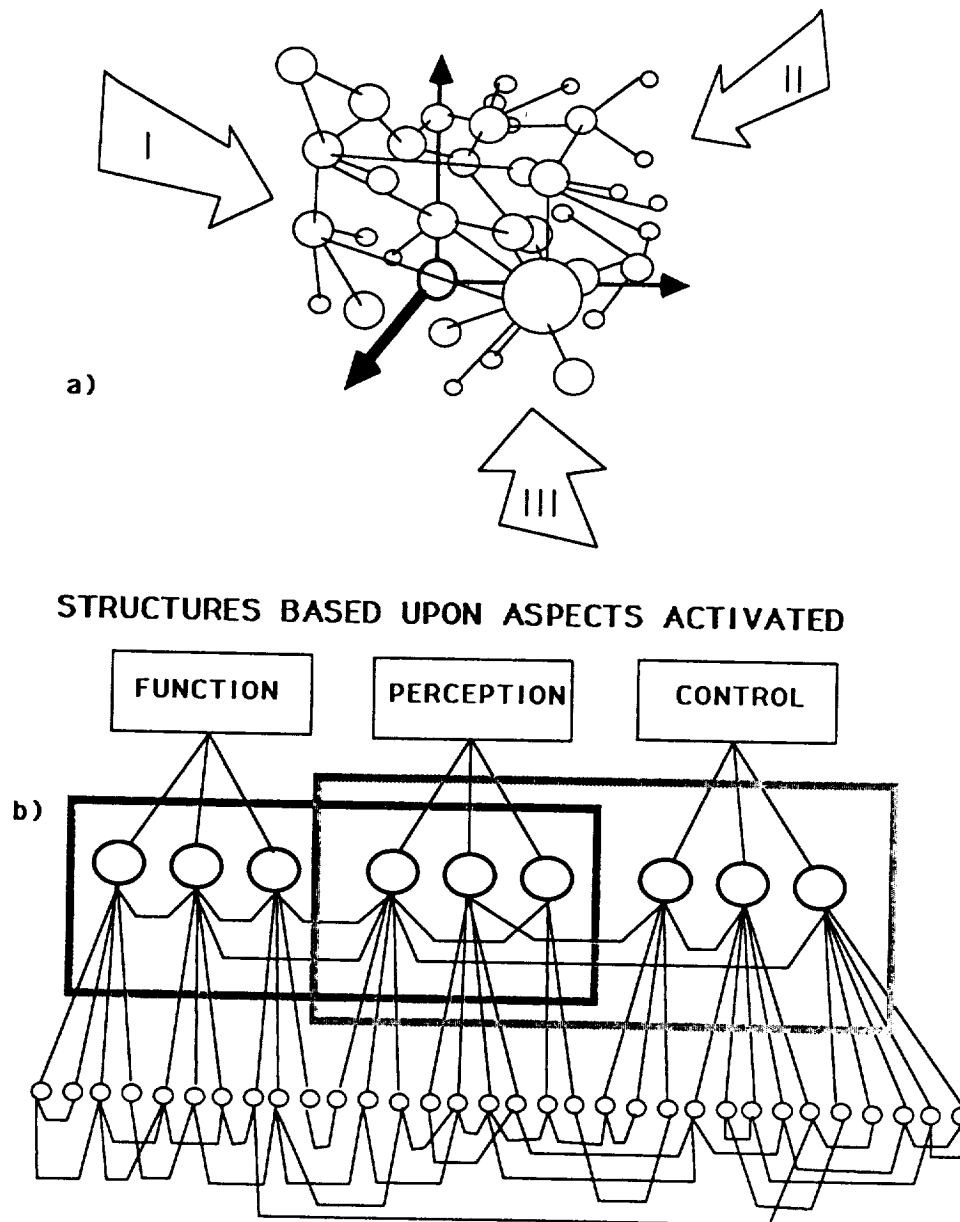 I
II
a)
III
STRUCTURES BASED UPON ASPECTS ACTIVATED
FUNCTION PERCEPTION CONTROL
b)